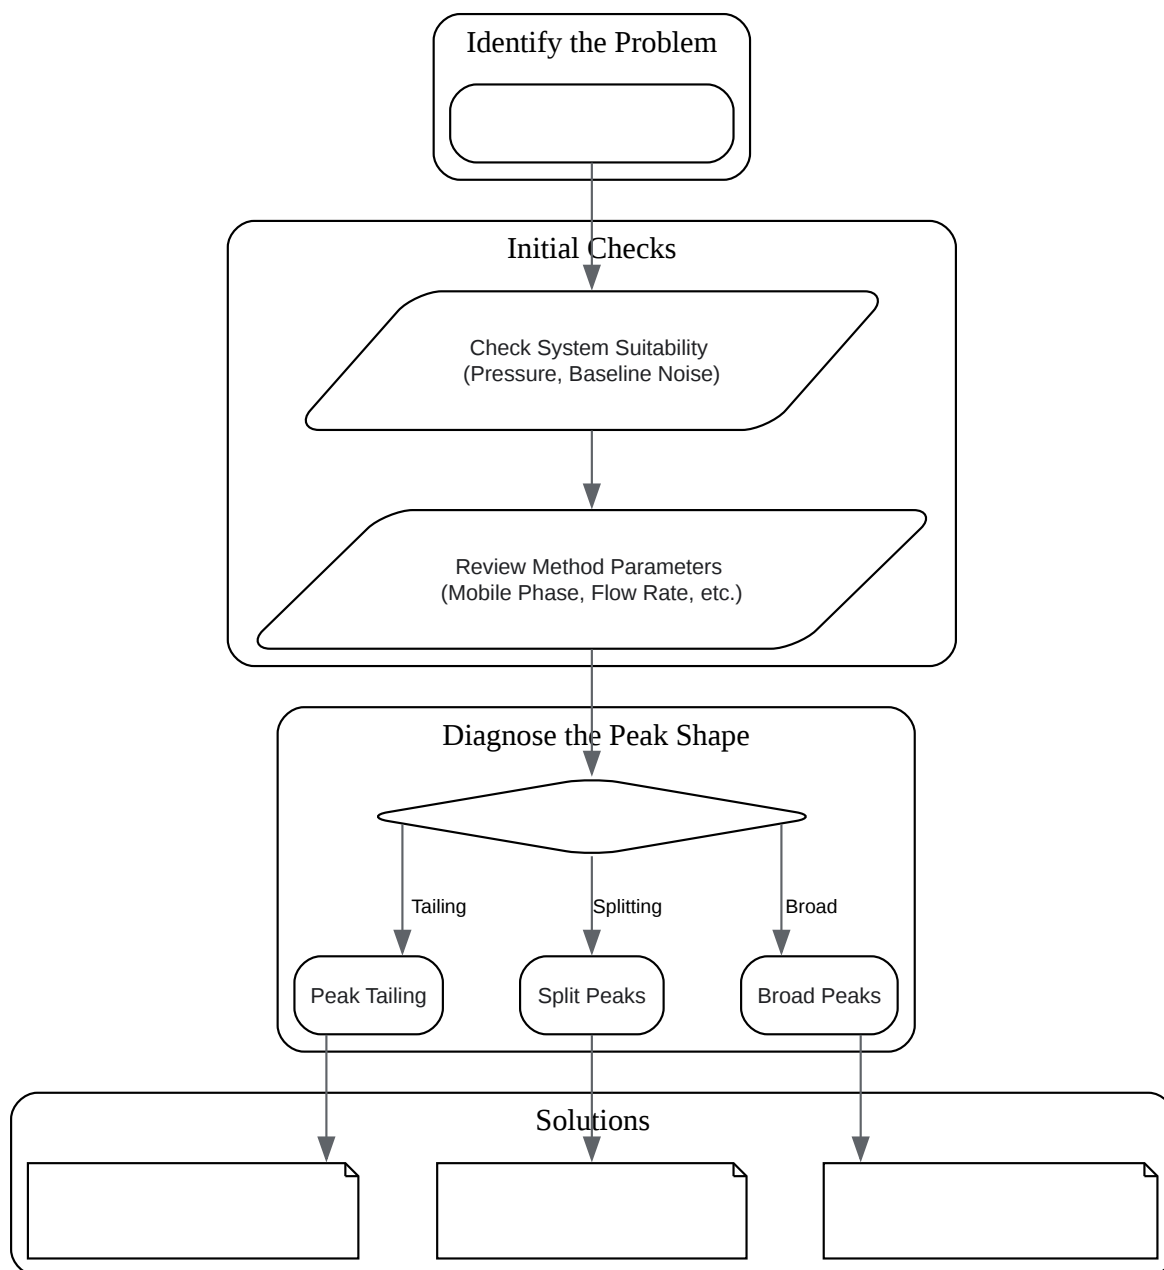 Identify the Problem
Initial Checks
Check System Suitability
(Pressure, Baseline Noise)
Review Method Parameters
(Mobile Phase, Flow Rate, etc.)
Diagnose the Peak Shape
Tailing
Splitting
Broad
Peak Tailing
Split Peaks
Broad Peaks
Solutions